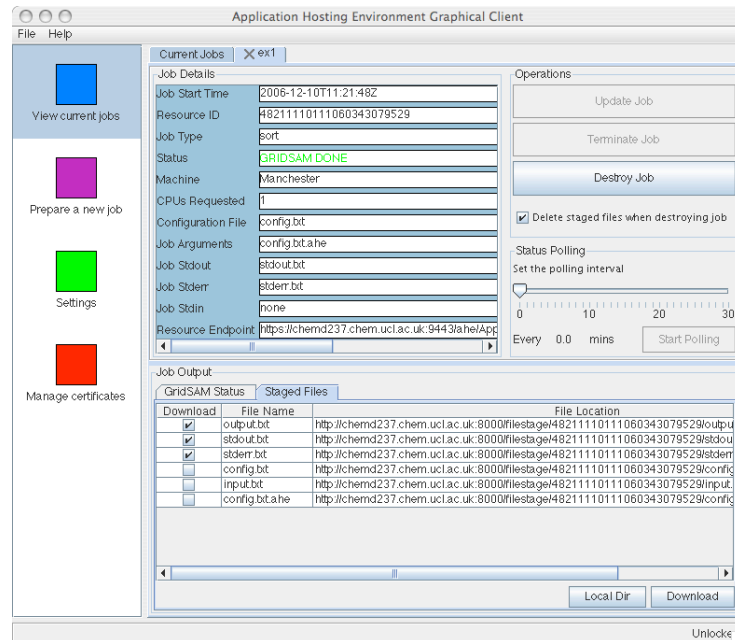 Application Hosting Environment Graphical Client
File Help
View current jobs
Prepare a new job
Settings
Manage certificates
Current Jobs ex1
Job Details
Job Start Time 2006-12-10T11:21:48Z
Resource ID 48211110111060343079529
Job Type sort
Status GRIDSAM DONE
Machine Manchester
CPUs Requested 1
Configuration File config.txt
Job Arguments config.txt.ahe
Job Stdout stdout.txt
Job Stderr stderr.txt
Job Stdin none
Resource Endpoint https://chemd237.chem.ucl.ac.uk:9443/ahe/App
Operations
Update Job
Terminate Job
Destroy Job
Delete staged files when destroying job
Status Polling
Set the polling interval
0 10 20 30
Every 0.0 mins Start Polling
Job Output
GridSAM Status Staged Files
Download File Name File Location
output.txt http://chemd237.chem.ucl.ac.uk:8000/filestage/48211110111060343079529/outpu
stdout.txt http://chemd237.chem.ucl.ac.uk:8000/filestage/48211110111060343079529/stdou
stderr.txt http://chemd237.chem.ucl.ac.uk:8000/filestage/48211110111060343079529/stderr
config.txt http://chemd237.chem.ucl.ac.uk:8000/filestage/48211110111060343079529/config
input.txt http://chemd237.chem.ucl.ac.uk:8000/filestage/48211110111060343079529/input.
config.txt.ahe http://chemd237.chem.ucl.ac.uk:8000/filestage/48211110111060343079529/config
Local Dir Download
Unlocke